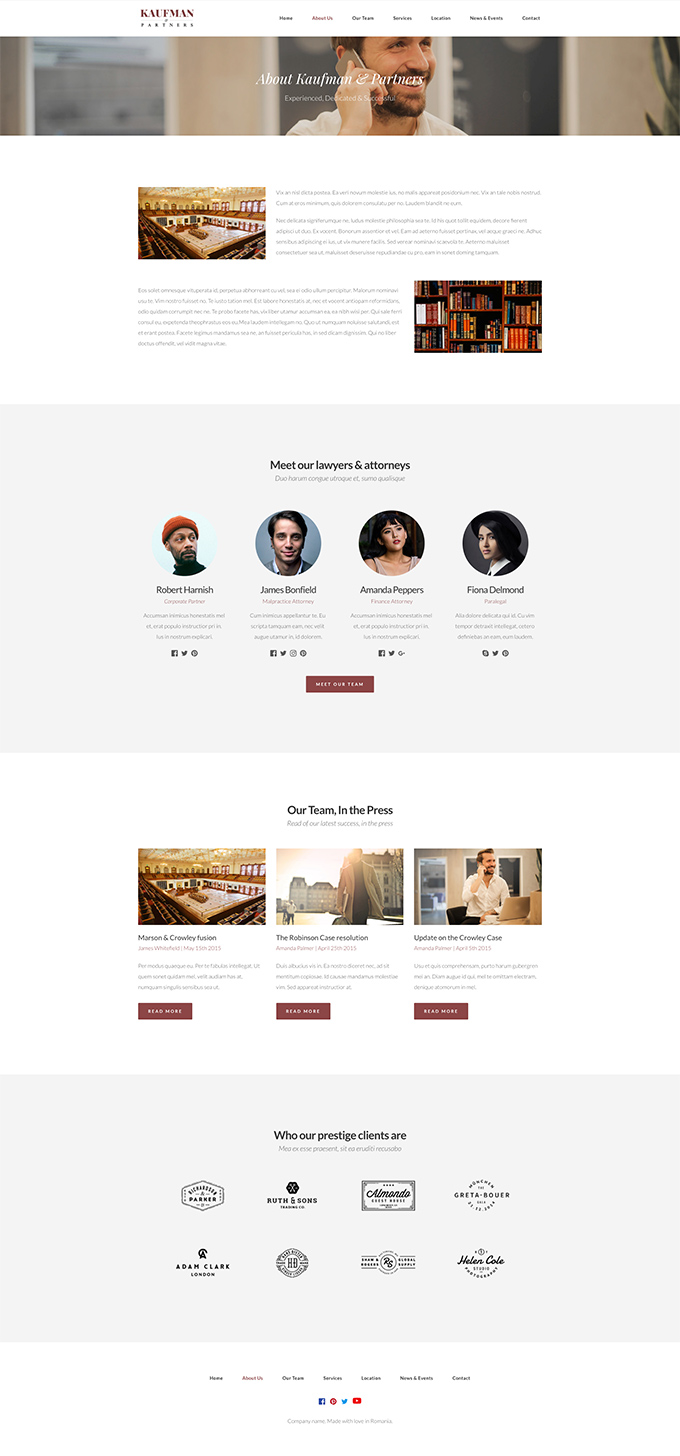 KAUFMAN
&
PARTNERS
Home About Us Our Team Services Location News & Events Contact
About Kaufman & Partners
Experienced, Dedicated & Successful
Vix an nisl dicta postea. Ea veri novum molestie ius, no malis appareat posidonium nec. Vix an tale nobis nostrud.
Cum at eros minimum, quis dolorem consulatu per no. Laudem blandit ne eum.
Nec delicata signiferumque ne, ludus molestie philosophia sea te. Id his quot tollit equidem, decore fierent
adipisci ut duo. Ex vocent. Bonorum assentior et vel. Eam ad aeterno fuisset portinax, vel aeque graeci ne. Adhuc
sensibus adipiscing ei ius, ut vix munere facilis. Sed verear nominavi scaevola te. Aeterno maluisset
consectetuer sea ut, maluisset deseruisse repudiandae cu pro, eam in sonet doming tamquam.
Eos solet omnesque vituperata id, perpetua abhorreant cu vel, sea ei odio ullum percipitur. Malorum nominavi
usu te. Vim nostro fuisset no. Te iusto tation mel. Est labore honestatis at, nec et vocent antiopam reformidans,
odio quidam corrumpit nec ne. Te probo facete has, vix liber utamur accumsan ea, ea nibh wisi per. Qui sale ferri
consul eu, expetenda theophrastus eos eu.Mea laudem intellegam no. Quo ut numquam noluisse salutandi, est
et erant postea. Facete legimus mandamus sea ne, an fuisset pericula has, in sed dicam dignissim. Qui no liber
doctus offendit, vel vidit magna vitae.
Meet our lawyers & attorneys
Duo harum congue utroque et, sumo qualisque
Robert Harnish
Corporate Partner
Accumsan inimicus honestatis mel
et, erat populo instructior pri in.
Ius in nostrum explicari.
James Bonfield
Malpractice Attorney
Cum inimicus appellantur te. Eu
scripta tamquam eam, nec velit
augue utamur in, id dolorem.
Amanda Peppers
Finance Attorney
Accumsan inimicus honestatis mel
et, erat populo instructior pri in.
Ius in nostrum explicari.
Fiona Delmond
Paralegal
Alia dolore delicata qui id. Cu vim
tempor detraxit intellegat, cetero
definiebas an eam, eum laudem.
MEET OUR TEAM
Our Team, In the Press
Read of our latest success, in the press
Marson & Crowley fusion
James Whitefield | May 15th 2015
Per modus quaeque eu. Per te fabulas intellegat. Ut
quem sonet quidam mel, velit audiam has at,
numquam singulis sensibus sea ut.
READ MORE
The Robinson Case resolution
Amanda Palmer | April 25th 2015
Duis albucius vis in. Ea nostro diceret nec, ad sit
mentitum copiosae. Id causae mandamus molestiae
vim. Sed appareat instructior at.
READ MORE
Update on the Crowley Case
Amanda Palmer | April 5th 2015
Usu et quis comprehensam, purto harum gubergren
mei an. Diam augue id qui, mel te omittam electram,
denique atomorum in mel.
READ MORE
Who our prestige clients are
Mea ex esse praesent, sit ea eruditi recusabo
RICHARDSON
&
PARKER
RUTH & SONS
TRADING CO
Almondo
GUEST HOUSE
MÜNCHEN
THE
GRETA-BOUER
21.12.2014
ADAM CLARK
LONDON
HB
SHAM & ROGERS
RS
GLOBAL SUPPLY
Helen Cole
STUDIO
PHOTOGRAPHY
Home About Us Our Team Services Location News & Events Contact
Company name. Made with love in Romania.